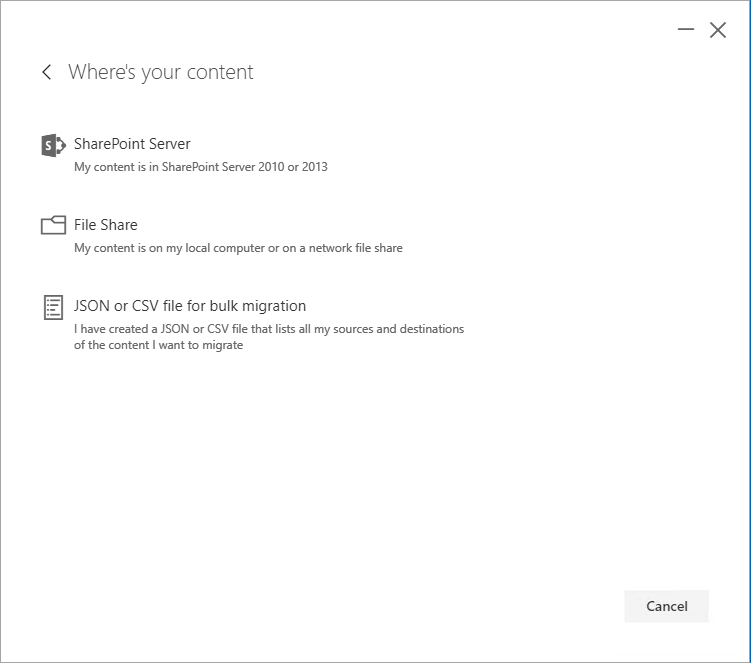 Where's your content
SharePoint Server
My content is in SharePoint Server 2010 or 2013
File Share
My content is on my local computer or on a network file share
JSON or CSV file for bulk migration
I have created a JSON or CSV file that lists all my sources and destinations
of the content I want to migrate
Cancel